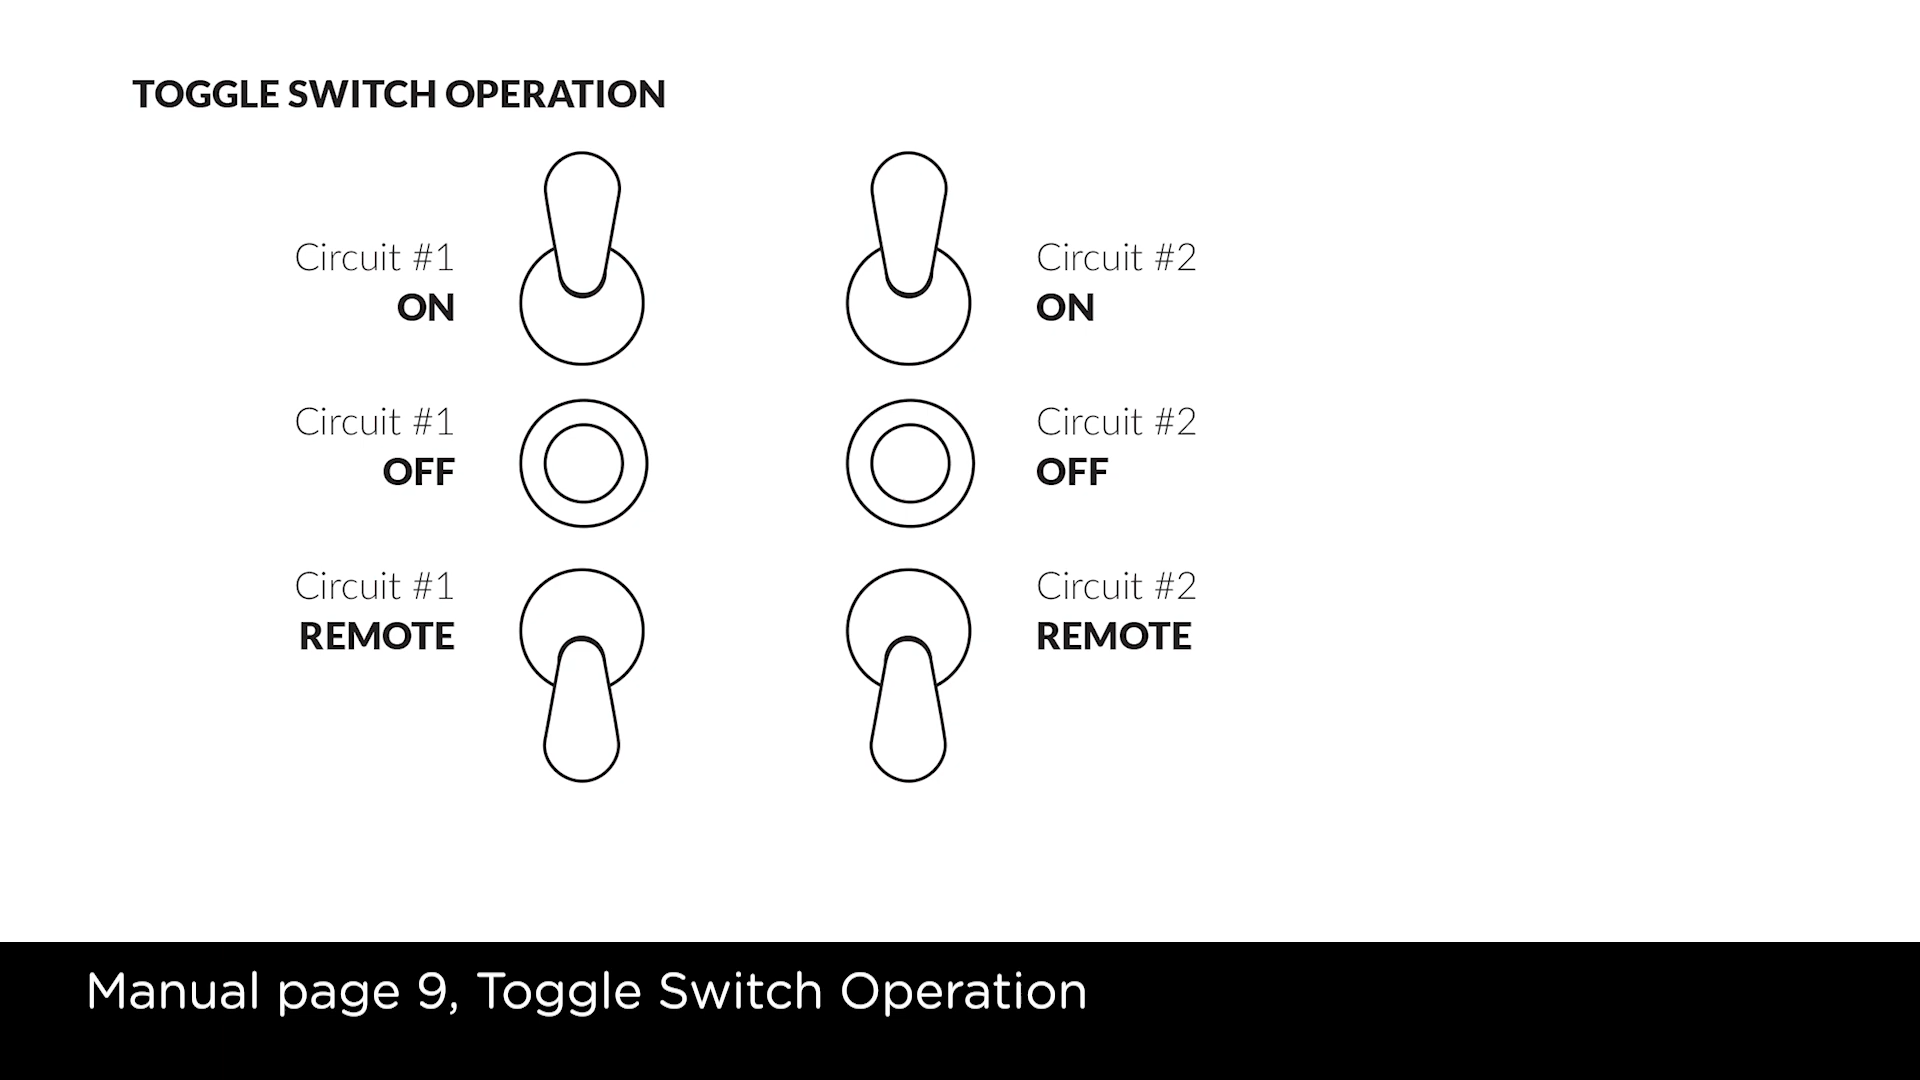 TOGGLE SWITCH OPERATION
Circuit #1
ON
Circuit #2
ON
Circuit #1
OFF
Circuit #2
OFF
Circuit #1
REMOTE
Circuit #2
REMOTE
Manual page 9, Toggle Switch Operation